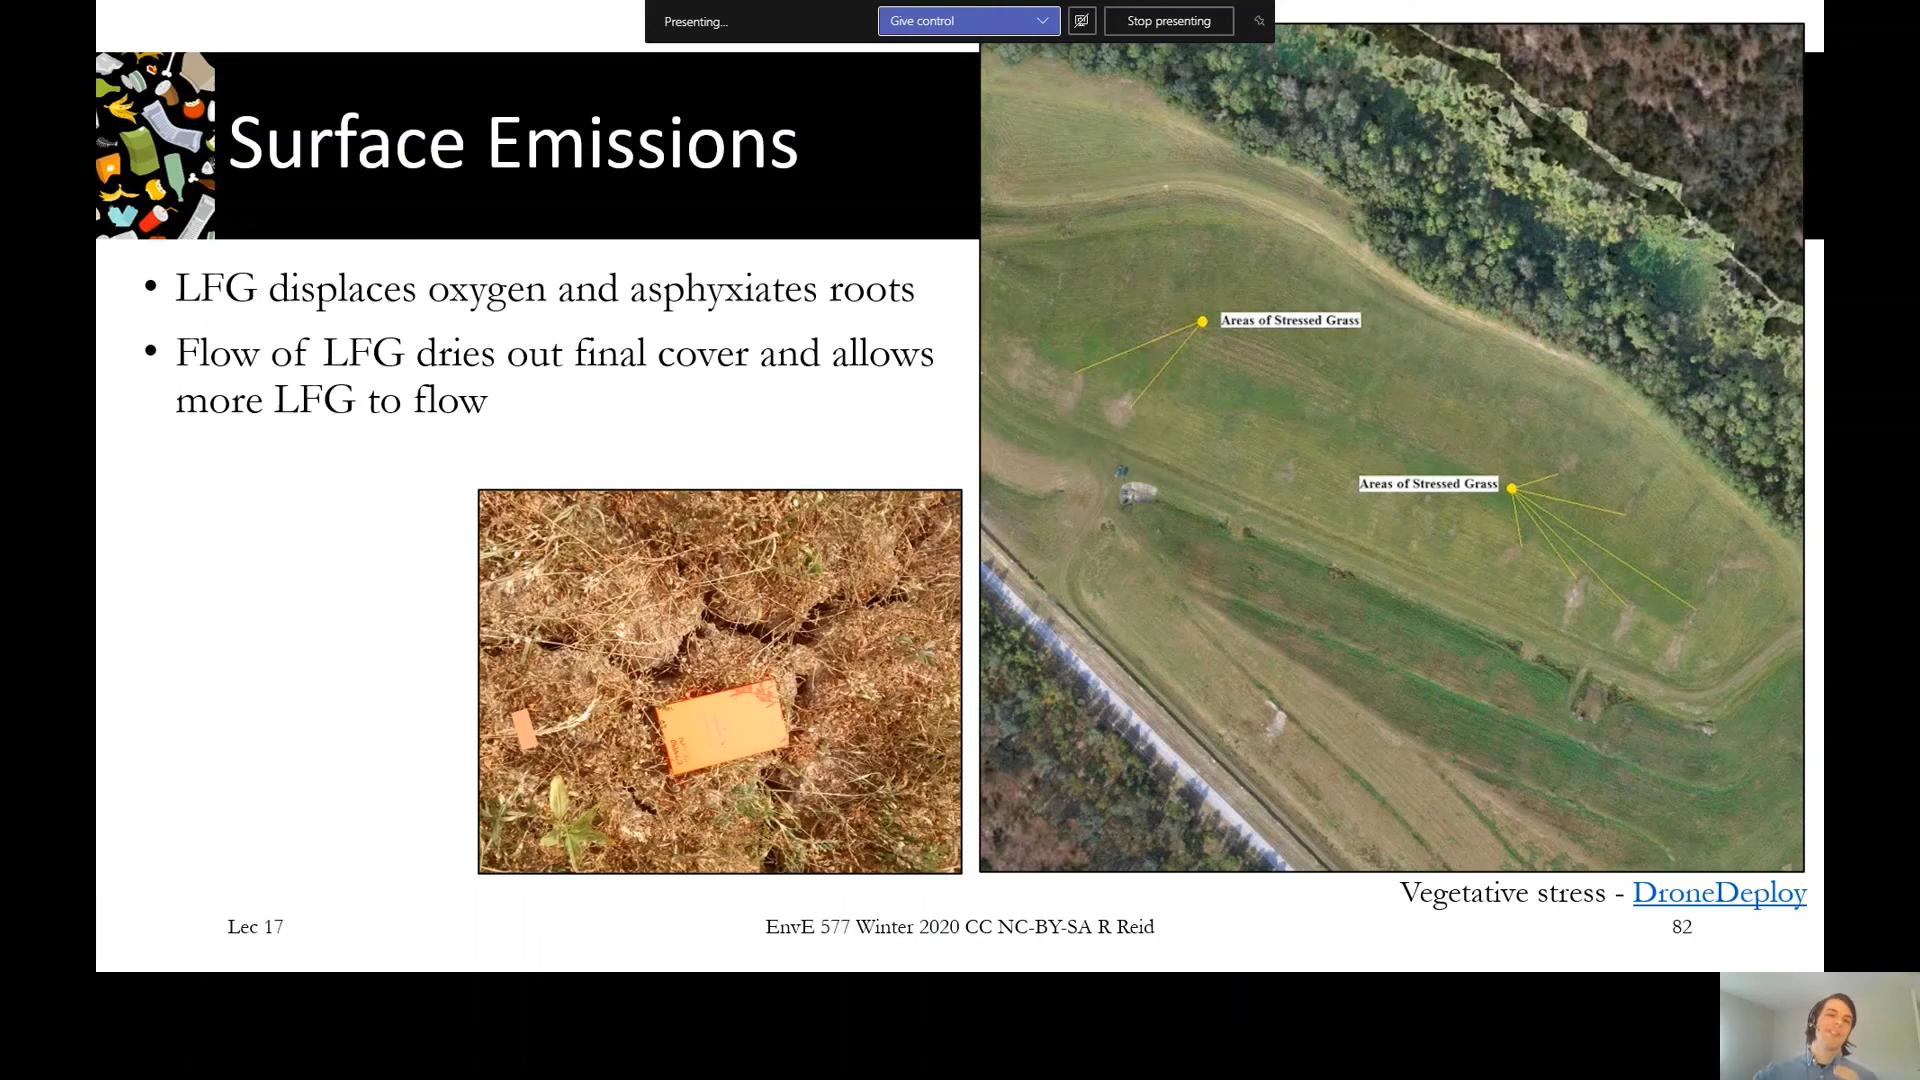 Presenting...
Give control
Stop presenting
Surface Emissions
• LFG displaces oxygen and asphyxiates roots
• Flow of LFG dries out final cover and allows
more LFG to flow
Areas of Stressed Grass
Areas of Stressed Grass
Vegetative stress - DroneDeploy
Lec 17
EnvE 577 Winter 2020 CC NC-BY-SA R Reid
82